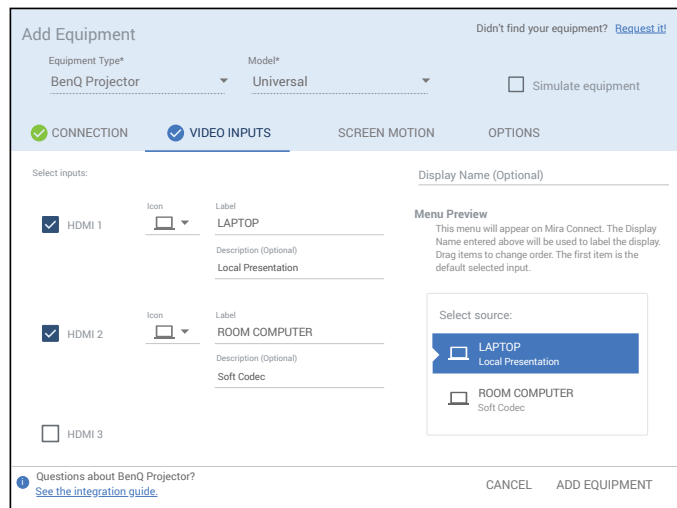 Add Equipment
Didn't find your equipment? Request it!
Equipment Type*
Model*
BenQ Projector
Universal
Simulate equipment
CONNECTION
VIDEO INPUTS
SCREEN MOTION
OPTIONS
Select inputs:
HDMI 1
Icon
Label
LAPTOP
Description (Optional)
Local Presentation
HDMI 2
Icon
Label
ROOM COMPUTER
Description (Optional)
Soft Codec
HDMI 3
Display Name (Optional)
Menu Preview
This menu will appear on Mira Connect. The Display
Name entered above will be used to label the display.
Drag items to change order. The first item is the
default selected input.
Select source:
LAPTOP
Local Presentation
ROOM COMPUTER
Soft Codec
Questions about BenQ Projector?
See the integration guide.
CANCEL
ADD EQUIPMENT